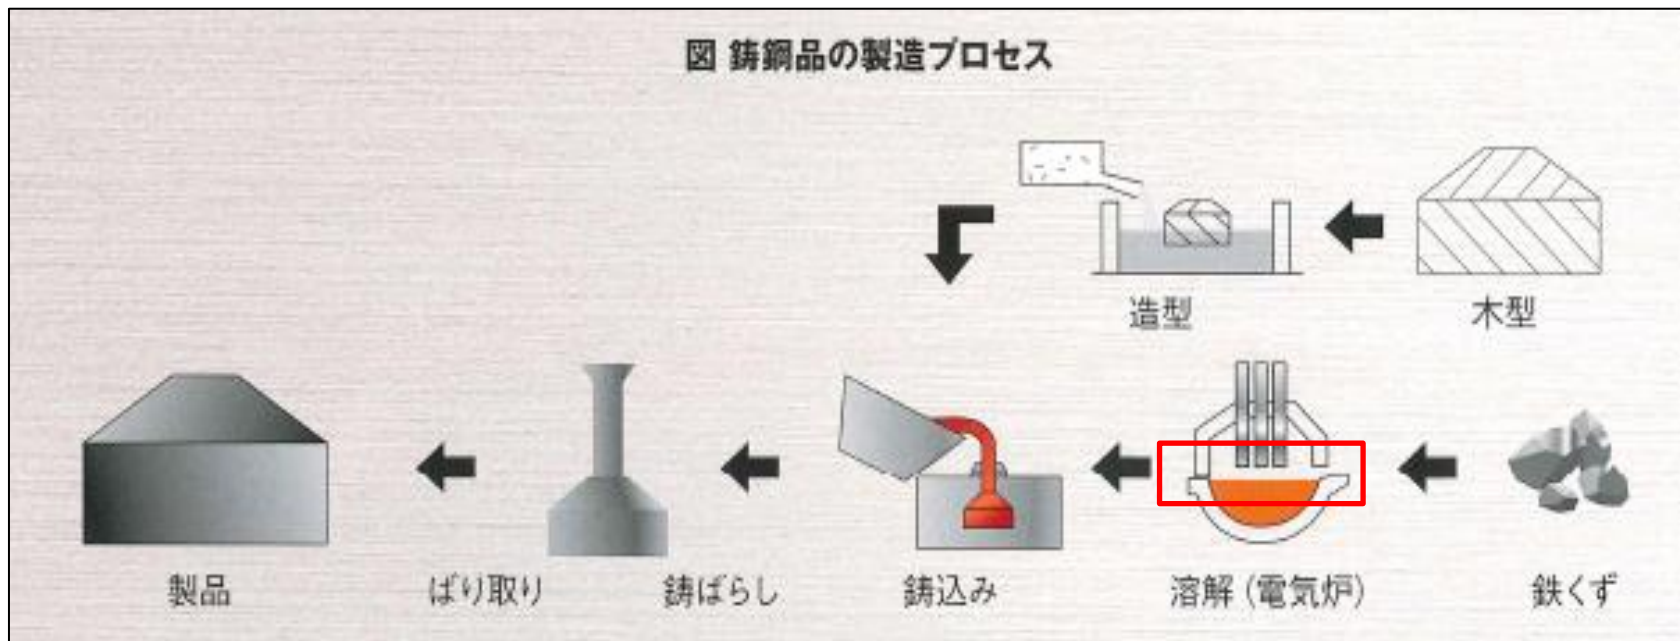 図 鋳鋼品の製造プロセス
造型
木型
製品
ばり取り
鋳ばらし
鋳込み
溶解（電気炉）
鉄くず